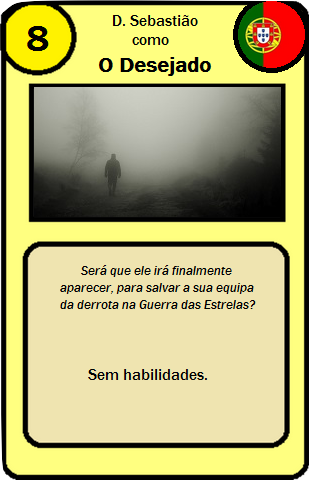 8
D. Sebastião
como
O Desejado
Será que ele irá finalmente
aparecer, para salvar a sua equipa
da derrota na Guerra das Estrelas?
Sem habilidades.